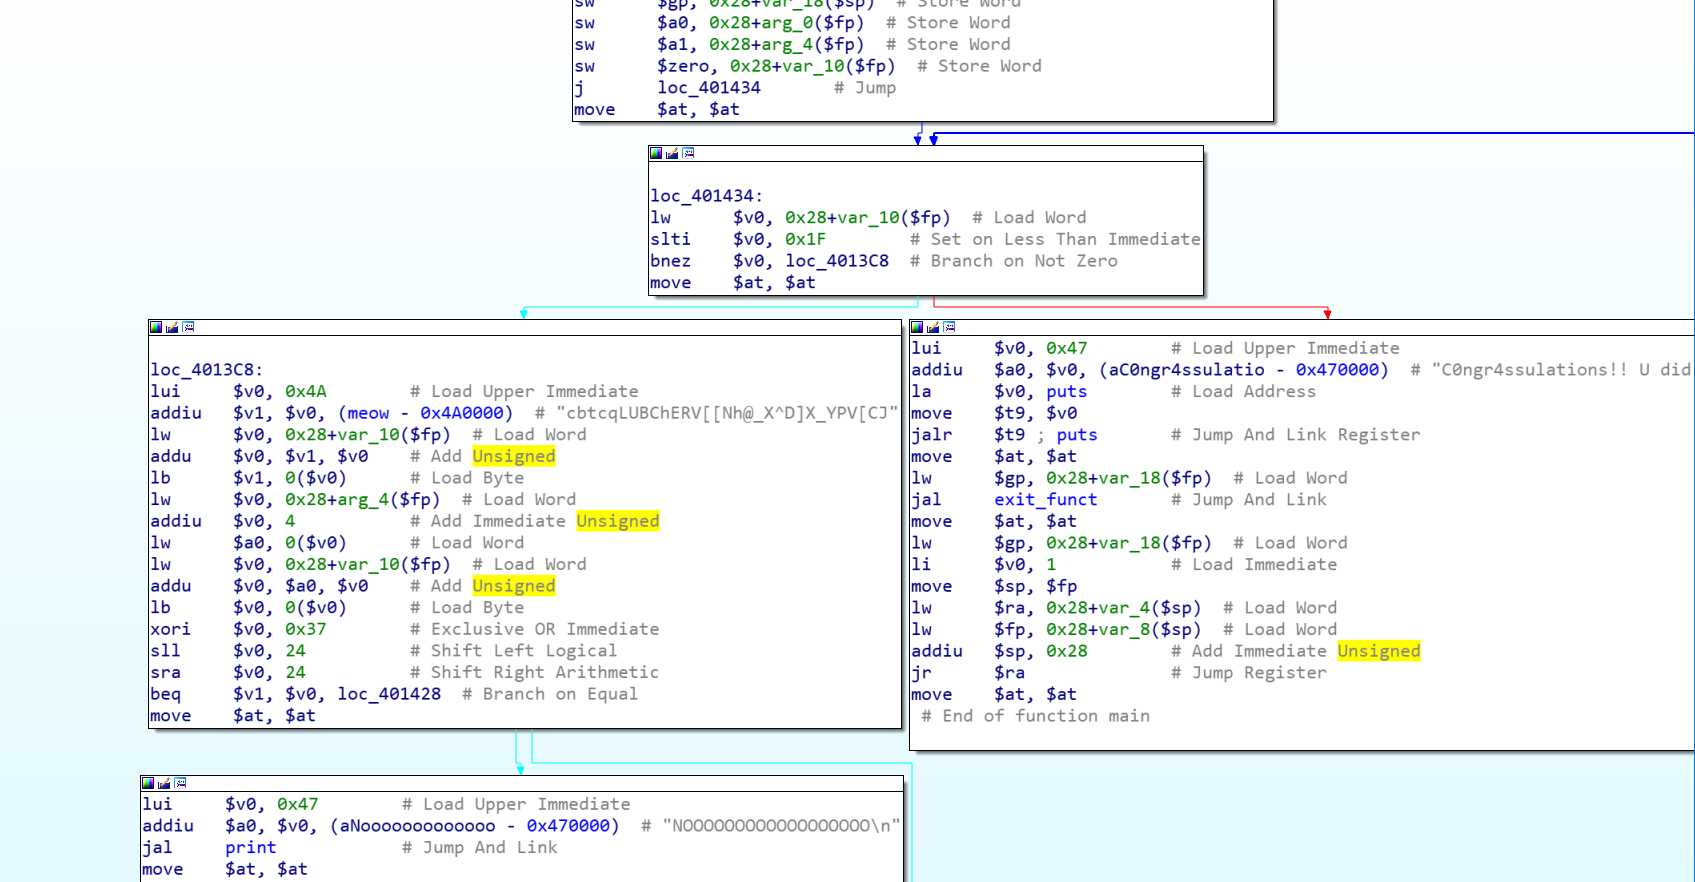 sw $gp, 0x28+var_18($sp) # Store Word
sw $a0, 0x28+arg_0($fp) # Store Word
sw $a1, 0x28+arg_4($fp) # Store Word
sw $zero, 0x28+var_10($fp) # Store Word
j loc_401434 # Jump
move $at, $at
loc_401434:
lw $v0, 0x28+var_10($fp) # Load Word
slti $v0, 0x1F # Set on Less Than Immediate
bnez $v0, loc_4013C8 # Branch on Not Zero
move $at, $at
loc_4013C8:
lui $v0, 0x4A # Load Upper Immediate
addiu $v1, $v0, (meow - 0x4A0000) # "cbtcqLUBChERV[[Nh@_X^D]X_YPV[CJ"
lw $v0, 0x28+var_10($fp) # Load Word
addu $v0, $v1, $v0 # Add Unsigned
lb $v1, 0($v0) # Load Byte
lw $v0, 0x28+arg_4($fp) # Load Word
addiu $v0, 4 # Add Immediate Unsigned
lw $a0, 0($v0) # Load Word
lw $v0, 0x28+var_10($fp) # Load Word
addu $v0, $a0, $v0 # Add Unsigned
lb $v0, 0($v0) # Load Byte
xori $v0, 0x37 # Exclusive OR Immediate
sll $v0, 24 # Shift Left Logical
sra $v0, 24 # Shift Right Arithmetic
beq $v1, $v0, loc_401428 # Branch on Equal
move $at, $at
lui $v0, 0x47 # Load Upper Immediate
addiu $a0, $v0, (aC0ngr4ssulatio - 0x470000) # "C0ngr4ssulations!! U did
la $v0, puts # Load Address
move $t9, $v0
jalr $t9 ; puts # Jump And Link Register
move $at, $at
lw $gp, 0x28+var_18($fp) # Load Word
jal exit_funct # Jump And Link
move $at, $at
lw $gp, 0x28+var_18($fp) # Load Word
li $v0, 1 # Load Immediate
move $sp, $fp
lw $ra, 0x28+var_4($sp) # Load Word
lw $fp, 0x28+var_8($sp) # Load Word
addiu $sp, 0x28 # Add Immediate Unsigned
jr $ra # Jump Register
move $at, $at
# End of function main
lui $v0, 0x47 # Load Upper Immediate
addiu $a0, $v0, (aNooooooooooooo - 0x470000) # "NOOOOOOOOOOOOOOOOOO\n"
jal print # Jump And Link
move $at, $at